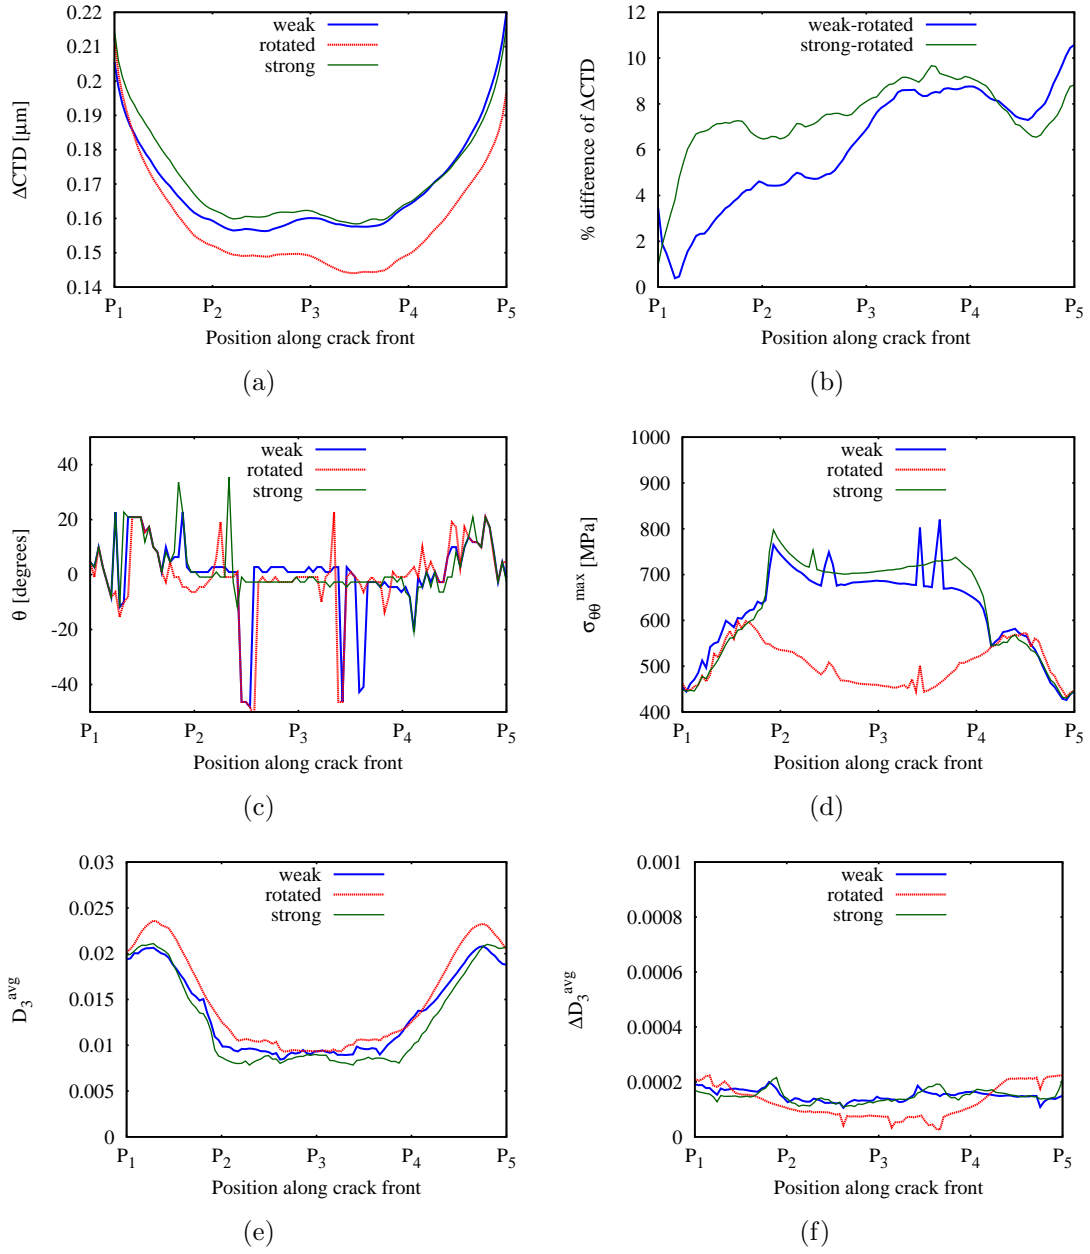 0.22
0.21
0.2
0.19
0.18
0.17
0.16
0.15
0.14
ΔCTD [μm]
weak
rotated
strong
P1 P2 P3 P4 P5
Position along crack front
(a)
12
10
8
6
4
2
0
% difference of ΔCTD
weak-rotated
strong-rotated
P1 P2 P3 P4 P5
Position along crack front
(b)
40
20
0
-20
-40
θ [degrees]
weak
rotated
strong
P1 P2 P3 P4 P5
Position along crack front
(c)
1000
900
800
700
600
500
400
σθθ^max [MPa]
weak
rotated
strong
P1 P2 P3 P4 P5
Position along crack front
(d)
0.03
0.025
0.02
0.015
0.01
0.005
0
D3^avg
weak
rotated
strong
P1 P2 P3 P4 P5
Position along crack front
(e)
0.001
0.0008
0.0006
0.0004
0.0002
0
ΔD3^avg
weak
rotated
strong
P1 P2 P3 P4 P5
Position along crack front
(f)